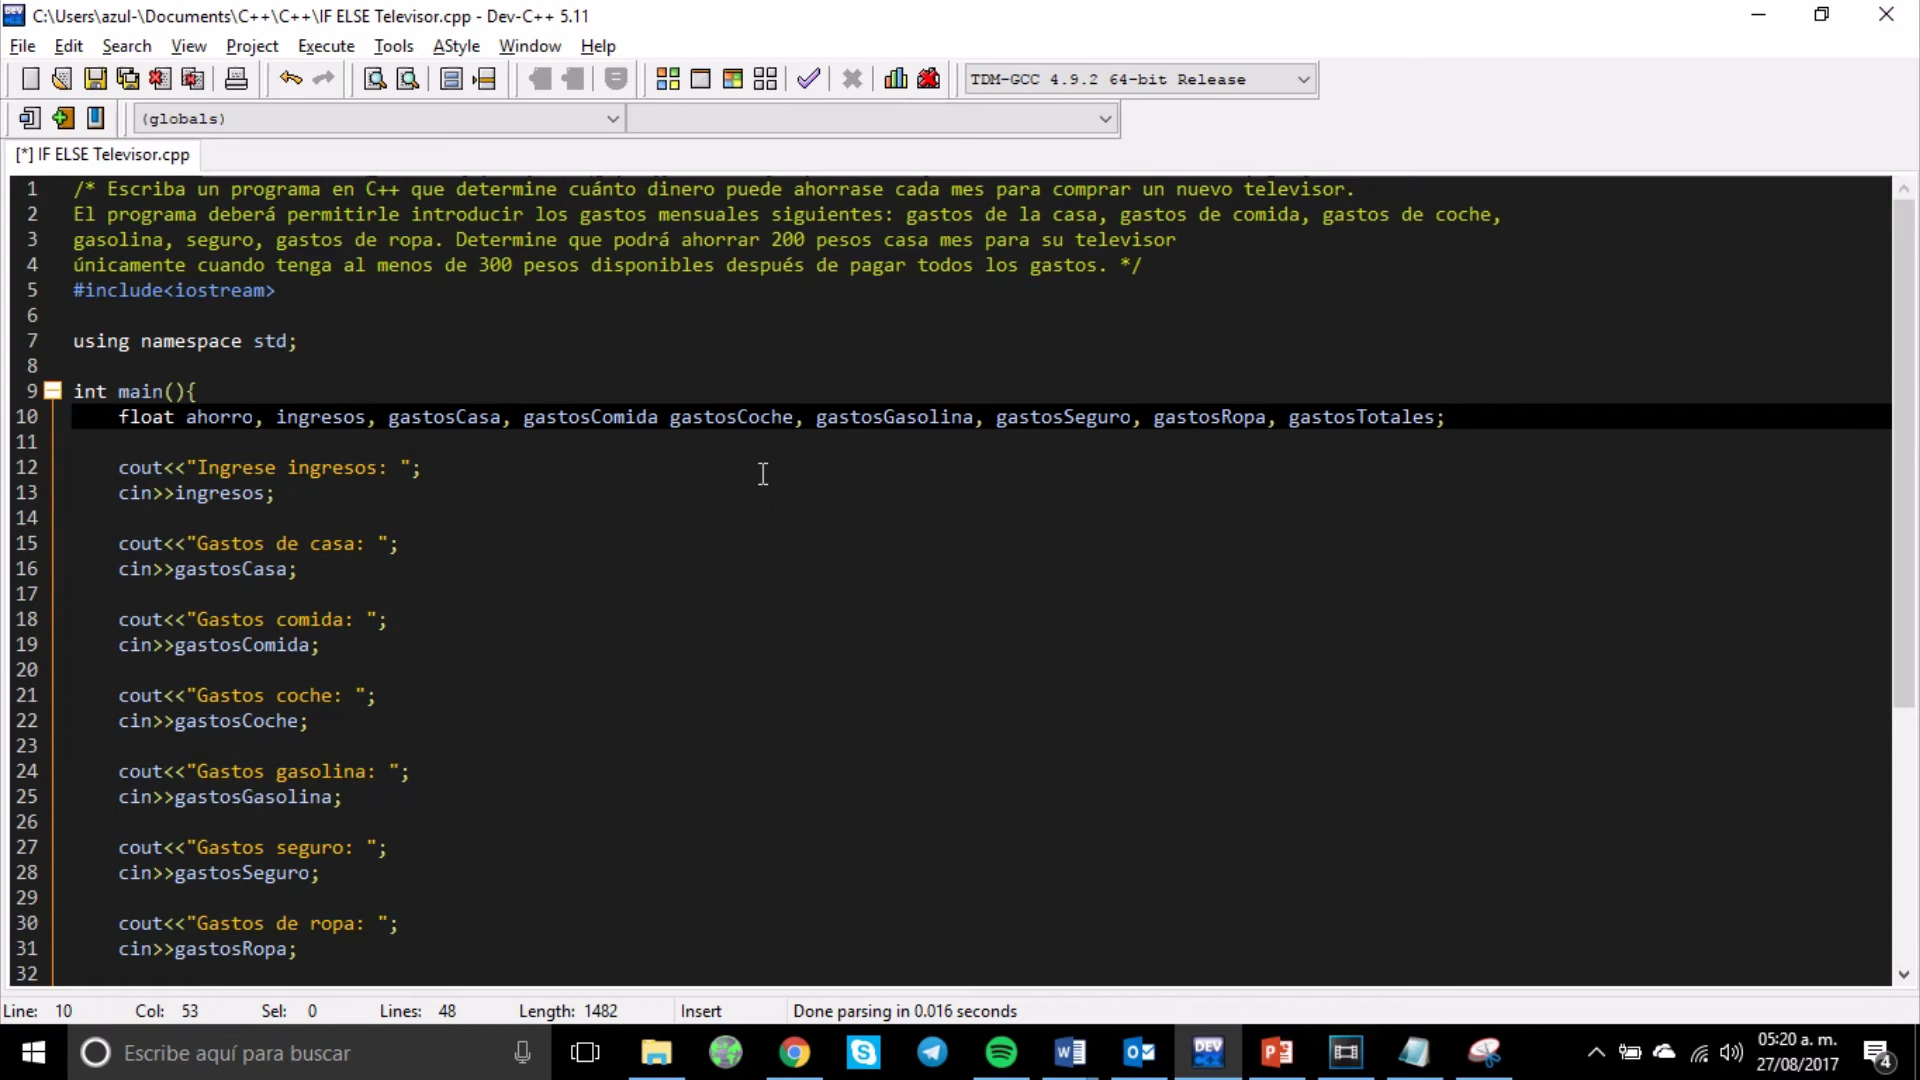 C:\Users\azul-\Documents\C++\C++\IF ELSE Televisor.cpp - Dev-C++ 5.11
File Edit Search View Project Execute Tools AStyle Window Help
TDM-GCC 4.9.2 64-bit Release
(globals)
[*] IF ELSE Televisor.cpp
1 /* Escriba un programa en C++ que determine cuánto dinero puede ahorrase cada mes para comprar un nuevo televisor.
2 El programa deberá permitirle introducir los gastos mensuales siguientes: gastos de la casa, gastos de comida, gastos de coche,
3 gasolina, seguro, gastos de ropa. Determine que podrá ahorrar 200 pesos casa mes para su televisor
4 únicamente cuando tenga al menos de 300 pesos disponibles después de pagar todos los gastos. */
5 #include<iostream>
6
7 using namespace std;
8
9 int main(){
10 float ahorro, ingresos, gastosCasa, gastosComida gastosCoche, gastosGasolina, gastosSeguro, gastosRopa, gastosTotales;
11
12 cout<<"Ingrese ingresos: ";
13 cin>>ingresos;
14
15 cout<<"Gastos de casa: ";
16 cin>>gastosCasa;
17
18 cout<<"Gastos comida: ";
19 cin>>gastosComida;
20
21 cout<<"Gastos coche: ";
22 cin>>gastosCoche;
23
24 cout<<"Gastos gasolina: ";
25 cin>>gastosGasolina;
26
27 cout<<"Gastos seguro: ";
28 cin>>gastosSeguro;
29
30 cout<<"Gastos de ropa: ";
31 cin>>gastosRopa;
32
Line: 10 Col: 53 Sel: 0 Lines: 48 Length: 1482 Insert Done parsing in 0.016 seconds
Escribe aquí para buscar
DEV
05:20 a. m.
27/08/2017
4